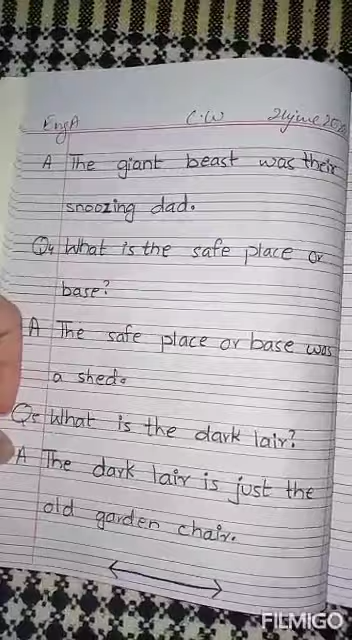 Eng A C.W 24 june 20
A The giant beast was their
snoozing dad.
Q4 What is the safe place or
base?
A The safe place or base was
a shed.
Q5 What is the dark lair?
A The dark lair is just the
old garden chair.
FILMIGO